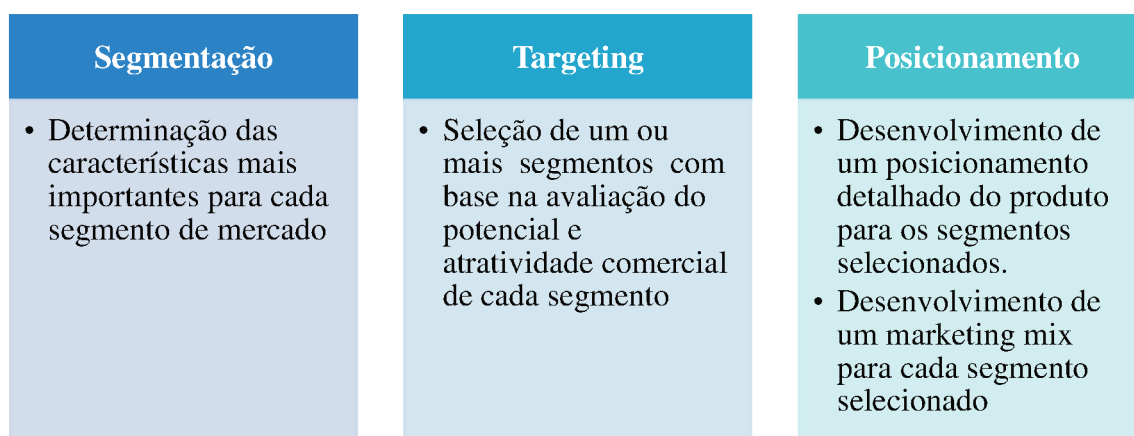 Segmentação
• Determinação das
características mais
importantes para cada
segmento de mercado
Targeting
• Seleção de um ou
mais segmentos com
base na avaliação do
potencial e
atratividade comercial
de cada segmento
Posicionamento
• Desenvolvimento de
um posicionamento
detalhado do produto
para os segmentos
selecionados.
• Desenvolvimento de
um marketing mix
para cada segmento
selecionado